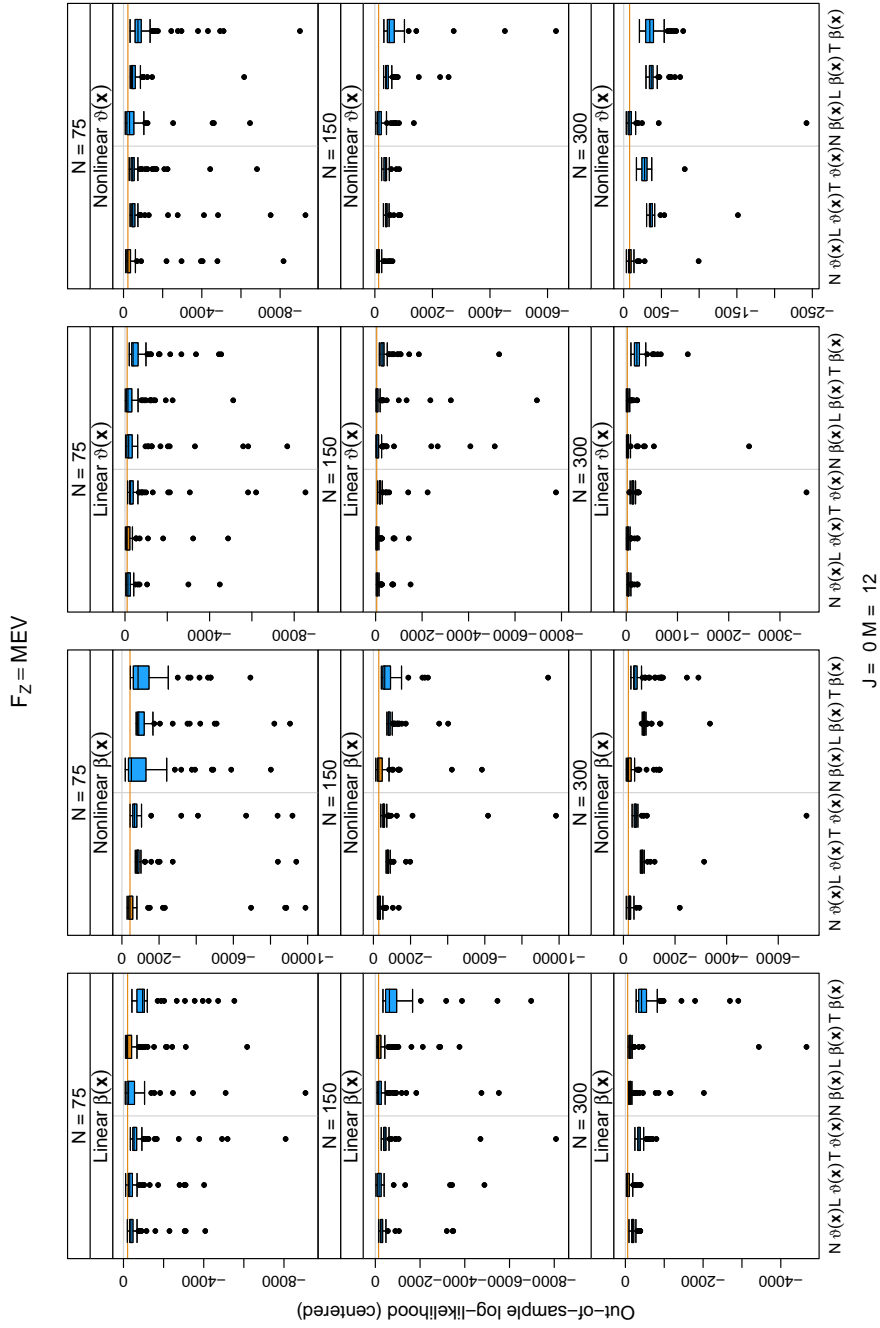 F_Z = MEV
Out−of−sample log−likelihood (centered)
N = 75
Linear β(x)
0
−4000
−8000
N = 75
Nonlinear β(x)
0
−2000
−6000
−10000
N = 75
Linear ϑ(x)
0
−4000
−8000
N = 75
Nonlinear ϑ(x)
0
−4000
−8000
N = 150
Linear β(x)
0
−2000
−4000
−6000
−8000
N = 150
Nonlinear β(x)
0
−2000
−6000
−10000
N = 150
Linear ϑ(x)
0
−2000
−4000
−6000
−8000
N = 150
Nonlinear ϑ(x)
0
−2000
−4000
−6000
N = 300
Linear β(x)
0
−2000
−4000
N = 300
Nonlinear β(x)
0
−2000
−4000
−6000
N = 300
Linear ϑ(x)
0
−1000
−2000
−3000
N = 300
Nonlinear ϑ(x)
0
−500
−1500
−2500
N ϑ(x) L ϑ(x) T ϑ(x) N β(x) L β(x) T β(x)
N ϑ(x) L ϑ(x) T ϑ(x) N β(x) L β(x) T β(x)
N ϑ(x) L ϑ(x) T ϑ(x) N β(x) L β(x) T β(x)
N ϑ(x) L ϑ(x) T ϑ(x) N β(x) L β(x) T β(x)
J = 0 M = 12